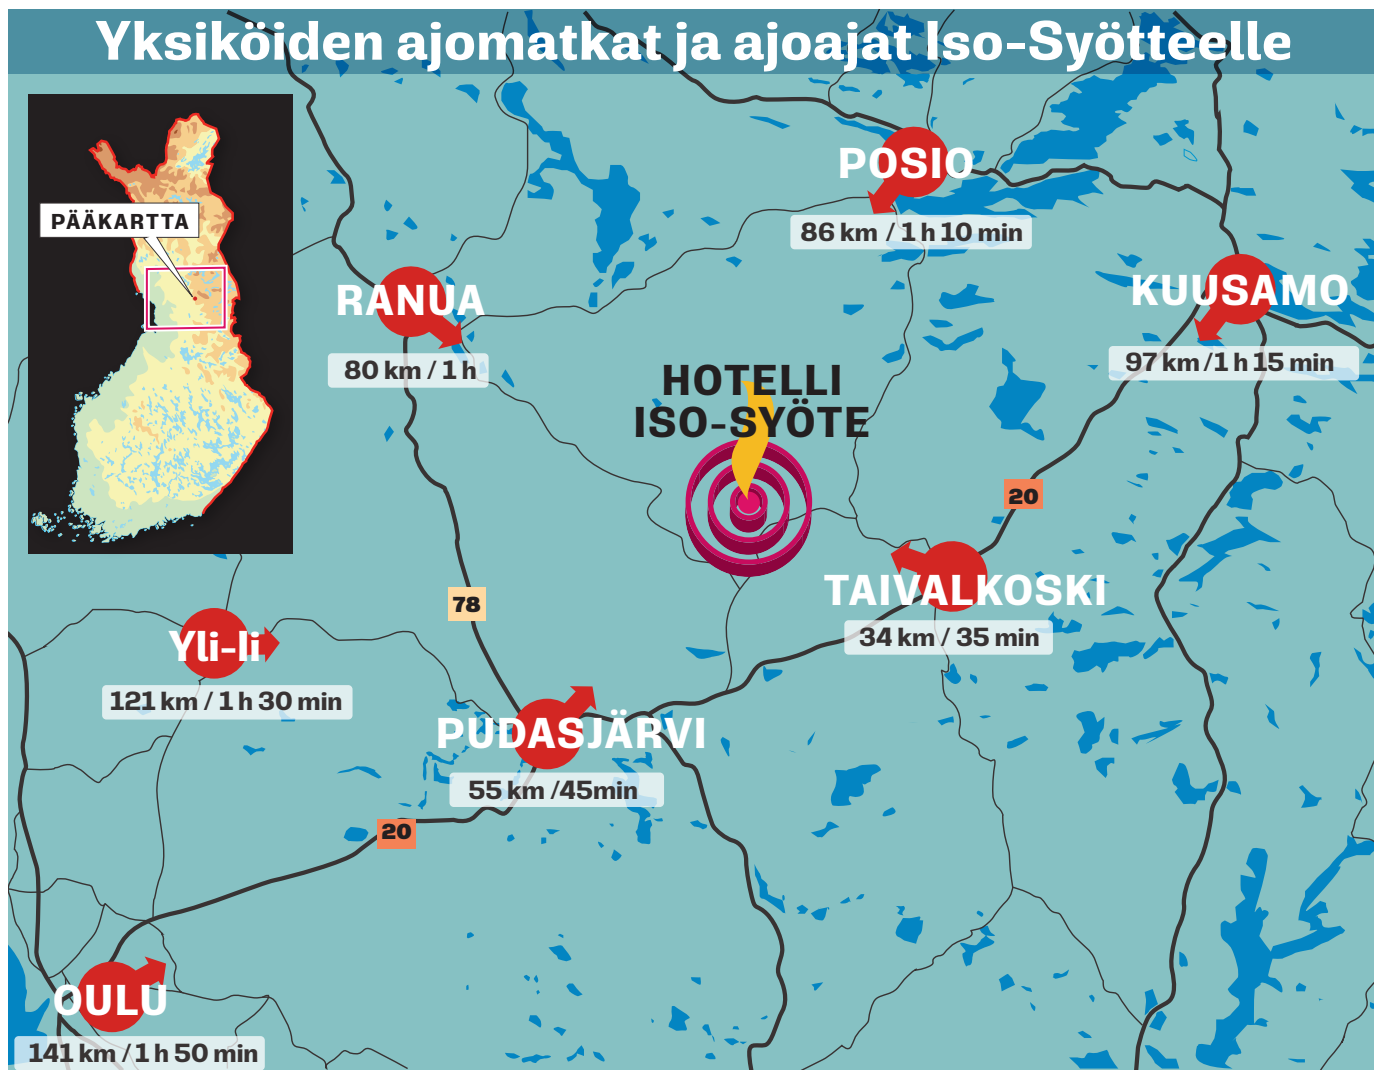 Yksiköiden ajomatkat ja ajoajat Iso-Syötteelle
PÄÄKARTTA
POSIO
86 km / 1 h 10 min
RANUA
80 km / 1 h
KUUSAMO
97 km /1 h 15 min
HOTELLI
ISO-SYÖTE
20
TAIVALKOSKI
34 km / 35 min
78
Yli-Ii
121 km / 1 h 30 min
PUDASJÄRVI
55 km /45min
20
OULU
141 km / 1 h 50 min